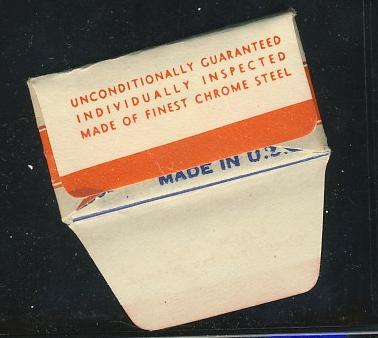 UNCONDITIONALLY GUARANTEED
INDIVIDUALLY INSPECTED
MADE OF FINEST CHROME STEEL
MADE IN U.S.